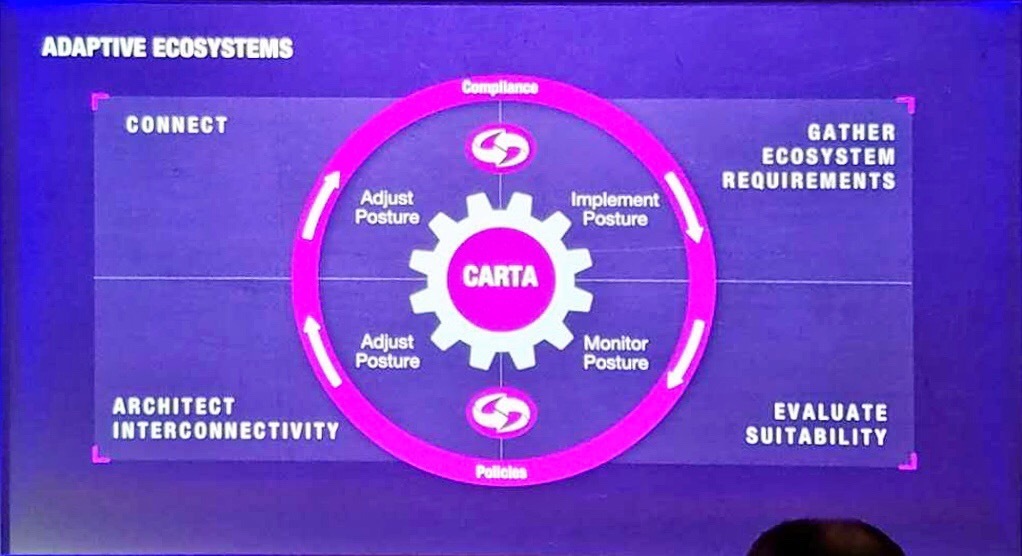 ADAPTIVE ECOSYSTEMS
Compliance
CONNECT
GATHER
ECOSYSTEM
REQUIREMENTS
Adjust
Posture
Implement
Posture
CARTA
Adjust
Posture
Monitor
Posture
ARCHITECT
INTERCONNECTIVITY
EVALUATE
SUITABILITY
Policies